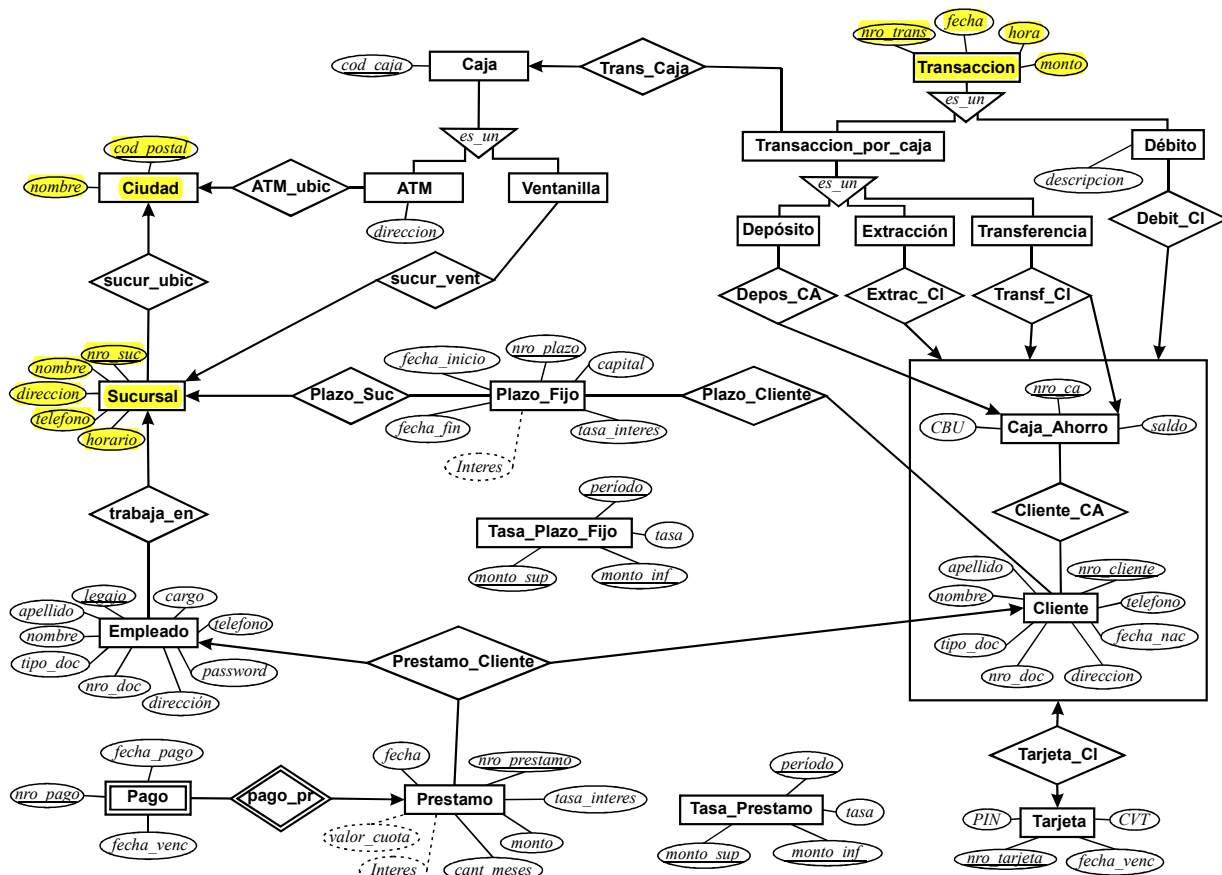 nro_trans
fecha
hora
monto
Transaccion
es_un
cod_caja
Caja
Trans_Caja
es_un
Transaccion_por_caja
Débito
descripcion
Debit_Cl
cod_postal
nombre
Ciudad
ATM_ubic
ATM
direccion
Ventanilla
es_un
Depósito
Extracción
Transferencia
Depos_CA
Extrac_Cl
Transf_Cl
sucur_ubic
sucur_vent
nro_suc
nombre
direccion
telefono
horario
Sucursal
Plazo_Suc
fecha_inicio
nro_plazo
capital
Plazo_Fijo
fecha_fin
tasa_interes
Interes
Plazo_Cliente
nro_ca
CBU
Caja_Ahorro
saldo
Cliente_CA
trabaja_en
período
Tasa_Plazo_Fijo
tasa
monto_sup
monto_inf
apellido
nro_cliente
nombre
Cliente
telefono
tipo_doc
fecha_nac
nro_doc
direccion
legajo
cargo
apellido
telefono
nombre
Empleado
tipo_doc
password
nro_doc
dirección
Prestamo_Cliente
Tarjeta_Cl
fecha_pago
nro_pago
Pago
fecha_venc
pago_pr
fecha
nro_prestamo
Prestamo
tasa_interes
valor_cuota
monto
Interes
cant_meses
período
Tasa_Prestamo
tasa
monto_sup
monto_inf
PIN
Tarjeta
CVT
nro_tarjeta
fecha_venc